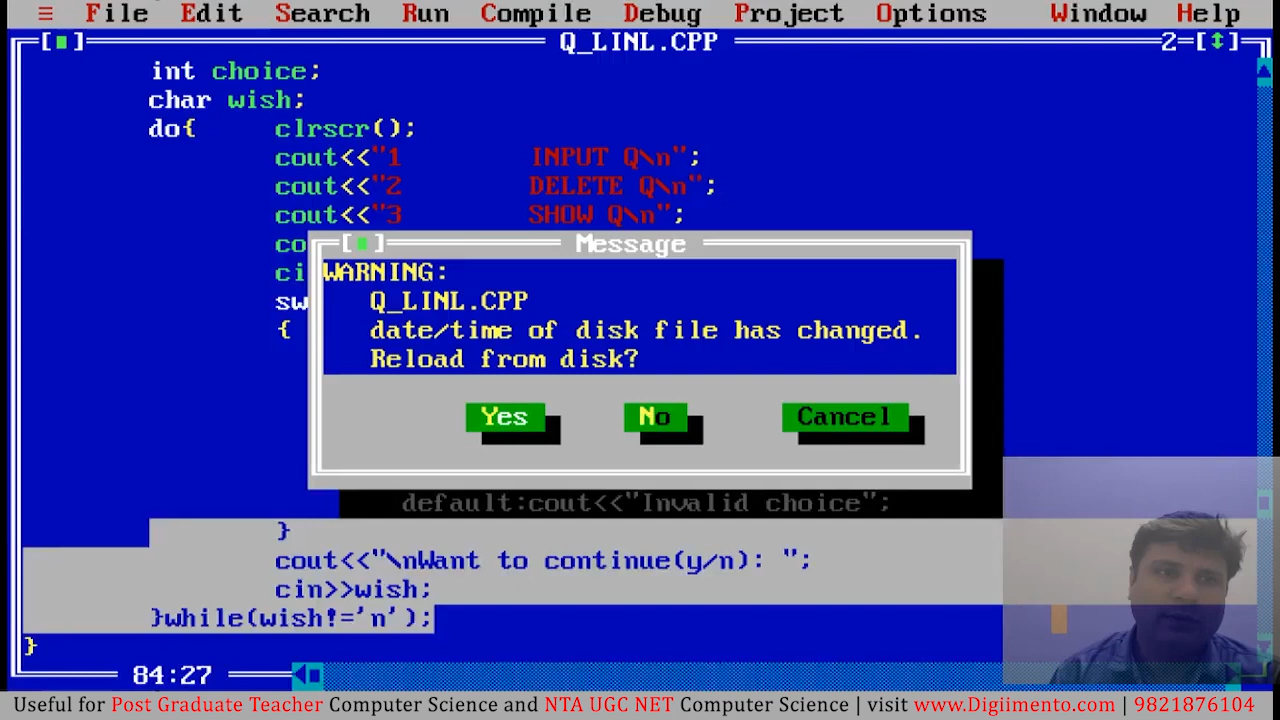 ≡ File Edit Search Run Compile Debug Project Options Window Help
[■] Q_LINL.CPP 2=[↕]
int choice;
char wish;
do{ clrscr();
cout<<"1 INPUT Q\n";
cout<<"2 DELETE Q\n";
cout<<"3 SHOW Q\n";
co
ci
sw
{
[■] Message
WARNING:
Q_LINL.CPP
date/time of disk file has changed.
Reload from disk?
Yes No Cancel
default:cout<<"Invalid choice";
}
cout<<"\nWant to continue(y/n): ";
cin>>wish;
}while(wish!='n');
}
84:27
Useful for Post Graduate Teacher Computer Science and NTA UGC NET Computer Science | visit www.Digiimento.com | 9821876104